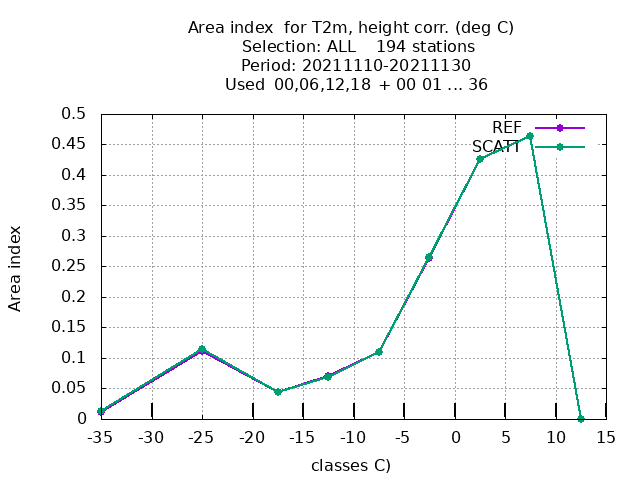 Area index  for T2m, height corr. (deg C)
Selection: ALL    194 stations
Period: 20211110-20211130
Used  00,06,12,18 + 00 01 ... 36
REF
SCATT
0.5
0.45
0.4
0.35
0.3
0.25
0.2
0.15
0.1
0.05
0
Area index
-35 -30 -25 -20 -15 -10 -5 0 5 10 15
classes C)